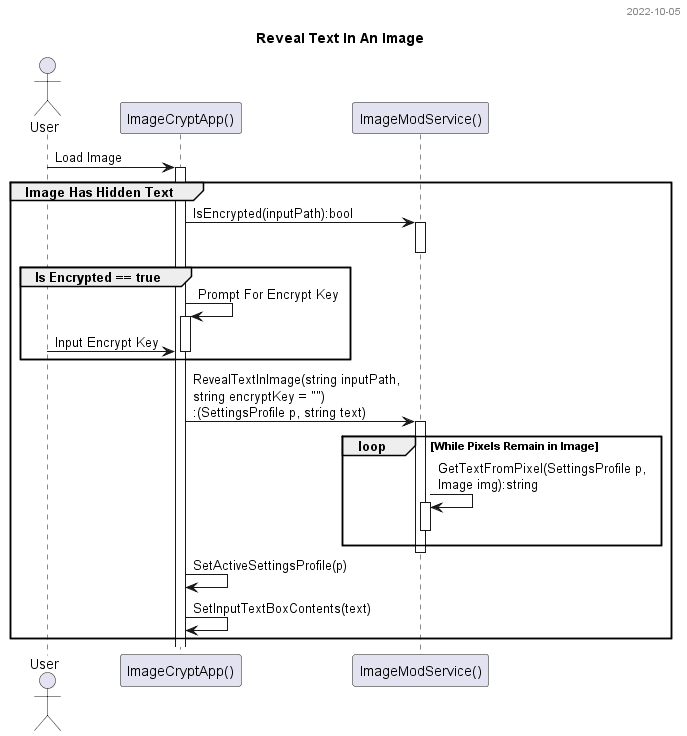 2022-10-05
Reveal Text In An Image
User
ImageCryptApp()
ImageModService()
Load Image
Image Has Hidden Text
IsEncrypted(inputPath):bool
Is Encrypted == true
Prompt For Encrypt Key
Input Encrypt Key
RevealTextInImage(string inputPath,
string encryptKey = "")
:(SettingsProfile p, string text)
loop
[While Pixels Remain in Image]
GetTextFromPixel(SettingsProfile p,
Image img):string
SetActiveSettingsProfile(p)
SetInputTextBoxContents(text)
User
ImageCryptApp()
ImageModService()